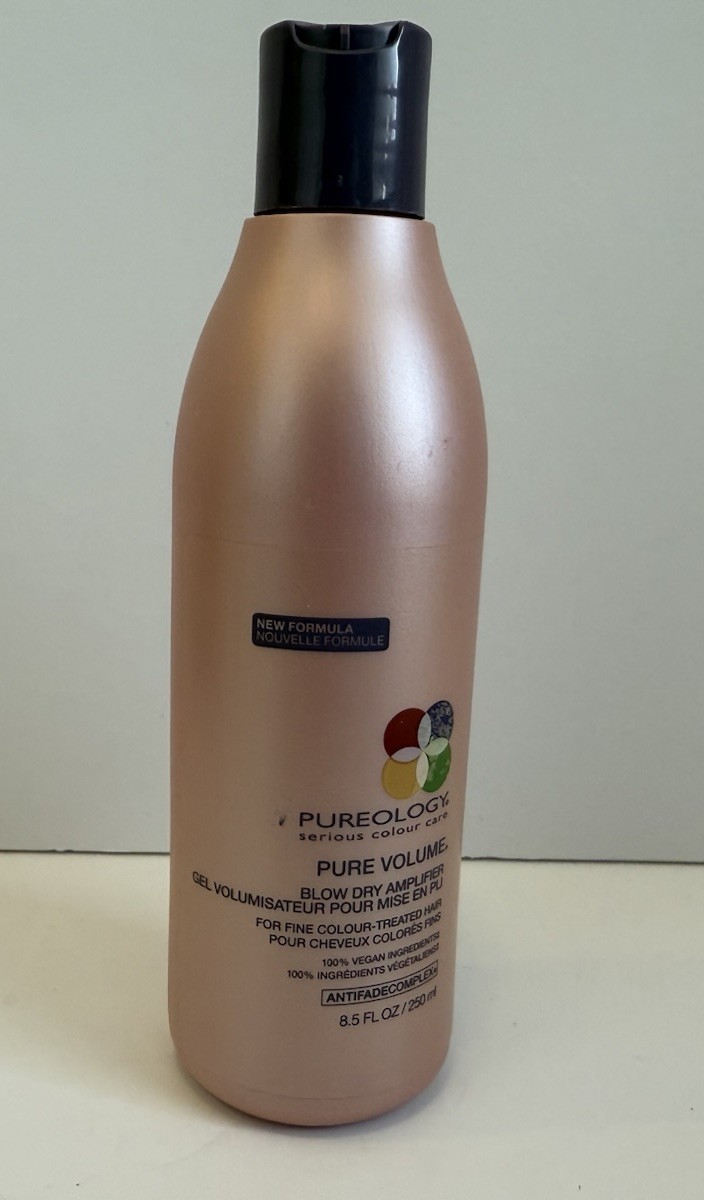 NEW FORMULA
NOUVELLE FORMULE
PUREOLOGY®
serious colour care
PURE VOLUME®
BLOW DRY AMPLIFIER
GEL VOLUMISATEUR POUR MISE EN PLI
FOR FINE COLOUR-TREATED HAIR
POUR CHEVEUX COLORÉS FINS
100% VEGAN INGREDIENTS‡
100% INGRÉDIENTS VÉGÉTALIENS‡
ANTIFADECOMPLEX®
8.5 FL OZ / 250 ml